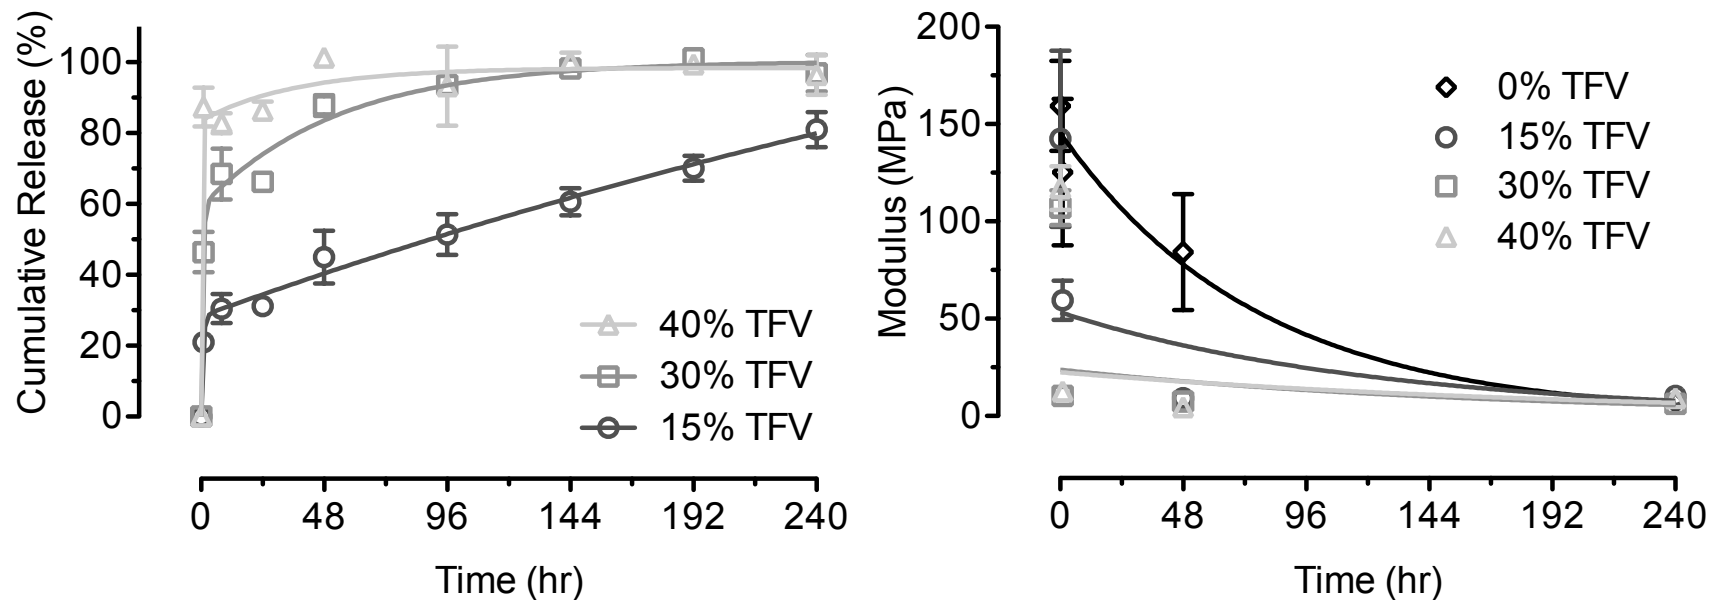 Cumulative Release (%)
100
80
60
40
20
0
40% TFV
30% TFV
15% TFV
0 48 96 144 192 240
Time (hr)
Modulus (MPa)
200
150
100
50
0
0% TFV
15% TFV
30% TFV
40% TFV
0 48 96 144 192 240
Time (hr)